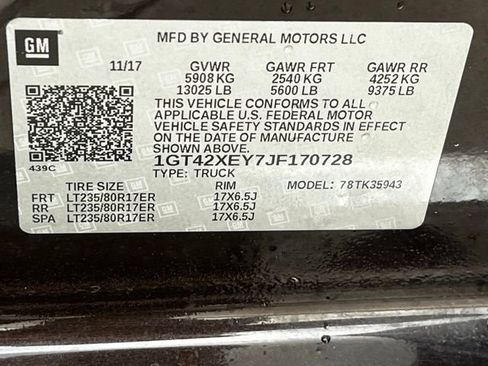 GM
MFD BY GENERAL MOTORS LLC
11/17 GVWR GAWR FRT GAWR RR
5908 KG 2540 KG 4252 KG
13025 LB 5600 LB 9375 LB
THIS VEHICLE CONFORMS TO ALL
APPLICABLE U.S. FEDERAL MOTOR
VEHICLE SAFETY STANDARDS IN EFFECT
ON THE DATE OF MANUFACTURE
SHOWN ABOVE.
1GT42XEY7JF170728
439C
TYPE: TRUCK
TIRE SIZE RIM MODEL: 78TK35943
FRT LT235/80R17ER 17X6.5J
RR LT235/80R17ER 17X6.5J
SPA LT235/80R17ER 17X6.5J